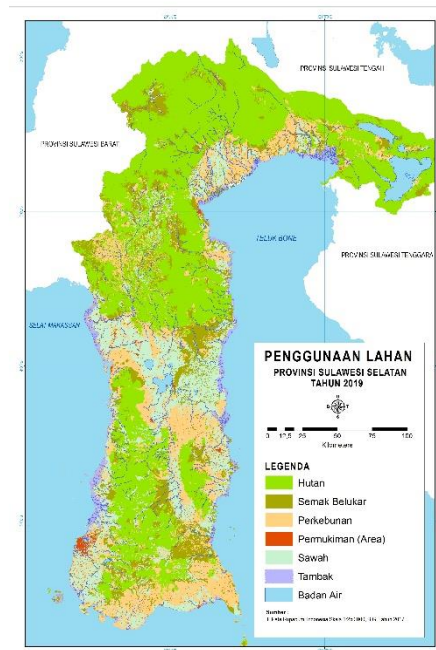 PROVINSI SULAWESI TENGAH
PROVINSI SULAWESI BARAT
TELUK BONE
PROVINSI SULAWESI TENGGARA
SELAT MAKASSAR
PENGGUNAAN LAHAN
PROVINSI SULAWESI SELATAN
TAHUN 2019
0 12,5 25 50 75 100
Kilometers
LEGENDA
Hutan
Semak Belukar
Perkebunan
Permukiman (Area)
Sawah
Tambak
Badan Air
Sumber :